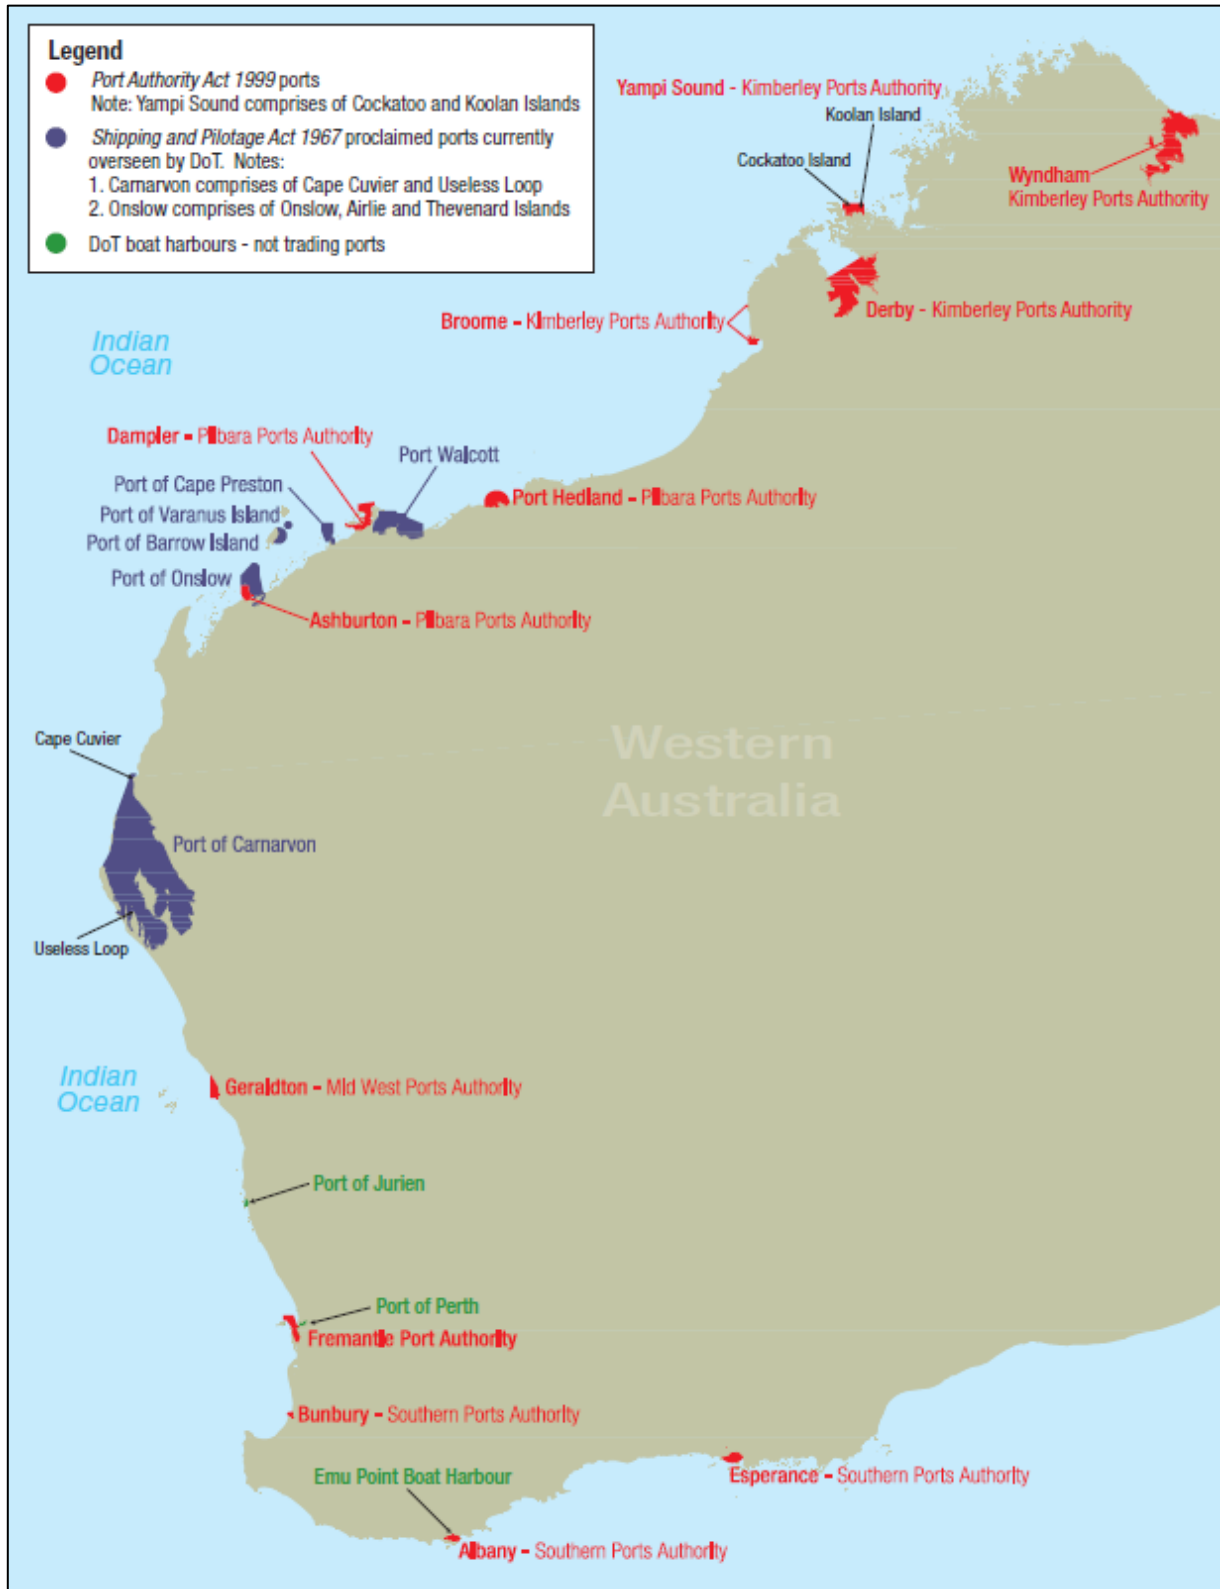 Legend
Port Authority Act 1999 ports
Note: Yampi Sound comprises of Cockatoo and Koolan Islands
Shipping and Pilotage Act 1967 proclaimed ports currently
overseen by DoT. Notes:
1. Carnarvon comprises of Cape Cuvier and Useless Loop
2. Onslow comprises of Onslow, Airlie and Thevenard Islands
DoT boat harbours - not trading ports
Yampi Sound - Kimberley Ports Authority
Koolan Island
Cockatoo Island
Wyndham
Kimberley Ports Authority
Derby - Kimberley Ports Authority
Broome - Kimberley Ports Authority
Indian
Ocean
Dampier - Pilbara Ports Authority
Port Walcott
Port of Cape Preston
Port Hedland - Pilbara Ports Authority
Port of Varanus Island
Port of Barrow Island
Port of Onslow
Ashburton - Pilbara Ports Authority
Western
Australia
Cape Cuvier
Port of Carnarvon
Useless Loop
Indian
Ocean
Geraldton - Mid West Ports Authority
Port of Jurien
Port of Perth
Fremantle Port Authority
Bunbury - Southern Ports Authority
Emu Point Boat Harbour
Esperance - Southern Ports Authority
Albany - Southern Ports Authority